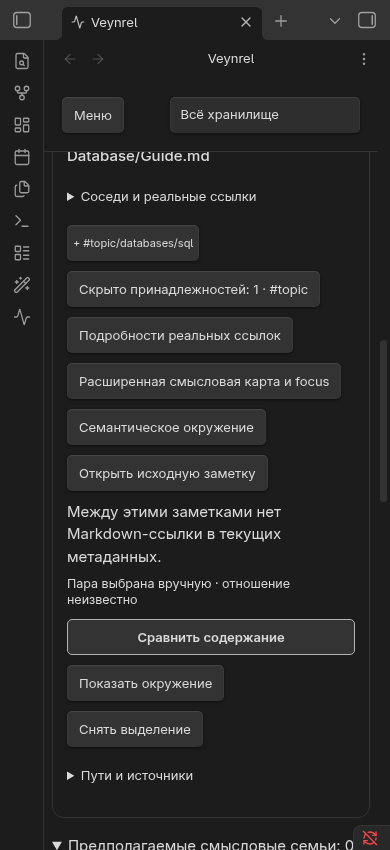 Veynrel
Veynrel
Меню
Всё хранилище
Database/Guide.md
Соседи и реальные ссылки
+ #topic/databases/sql
Скрыто принадлежностей: 1 · #topic
Подробности реальных ссылок
Расширенная смысловая карта и focus
Семантическое окружение
Открыть исходную заметку
Между этими заметками нет
Markdown-ссылки в текущих
метаданных.
Пара выбрана вручную · отношение
неизвестно
Сравнить содержание
Показать окружение
Снять выделение
Пути и источники
Предполагаемые смысловые семьи: 0